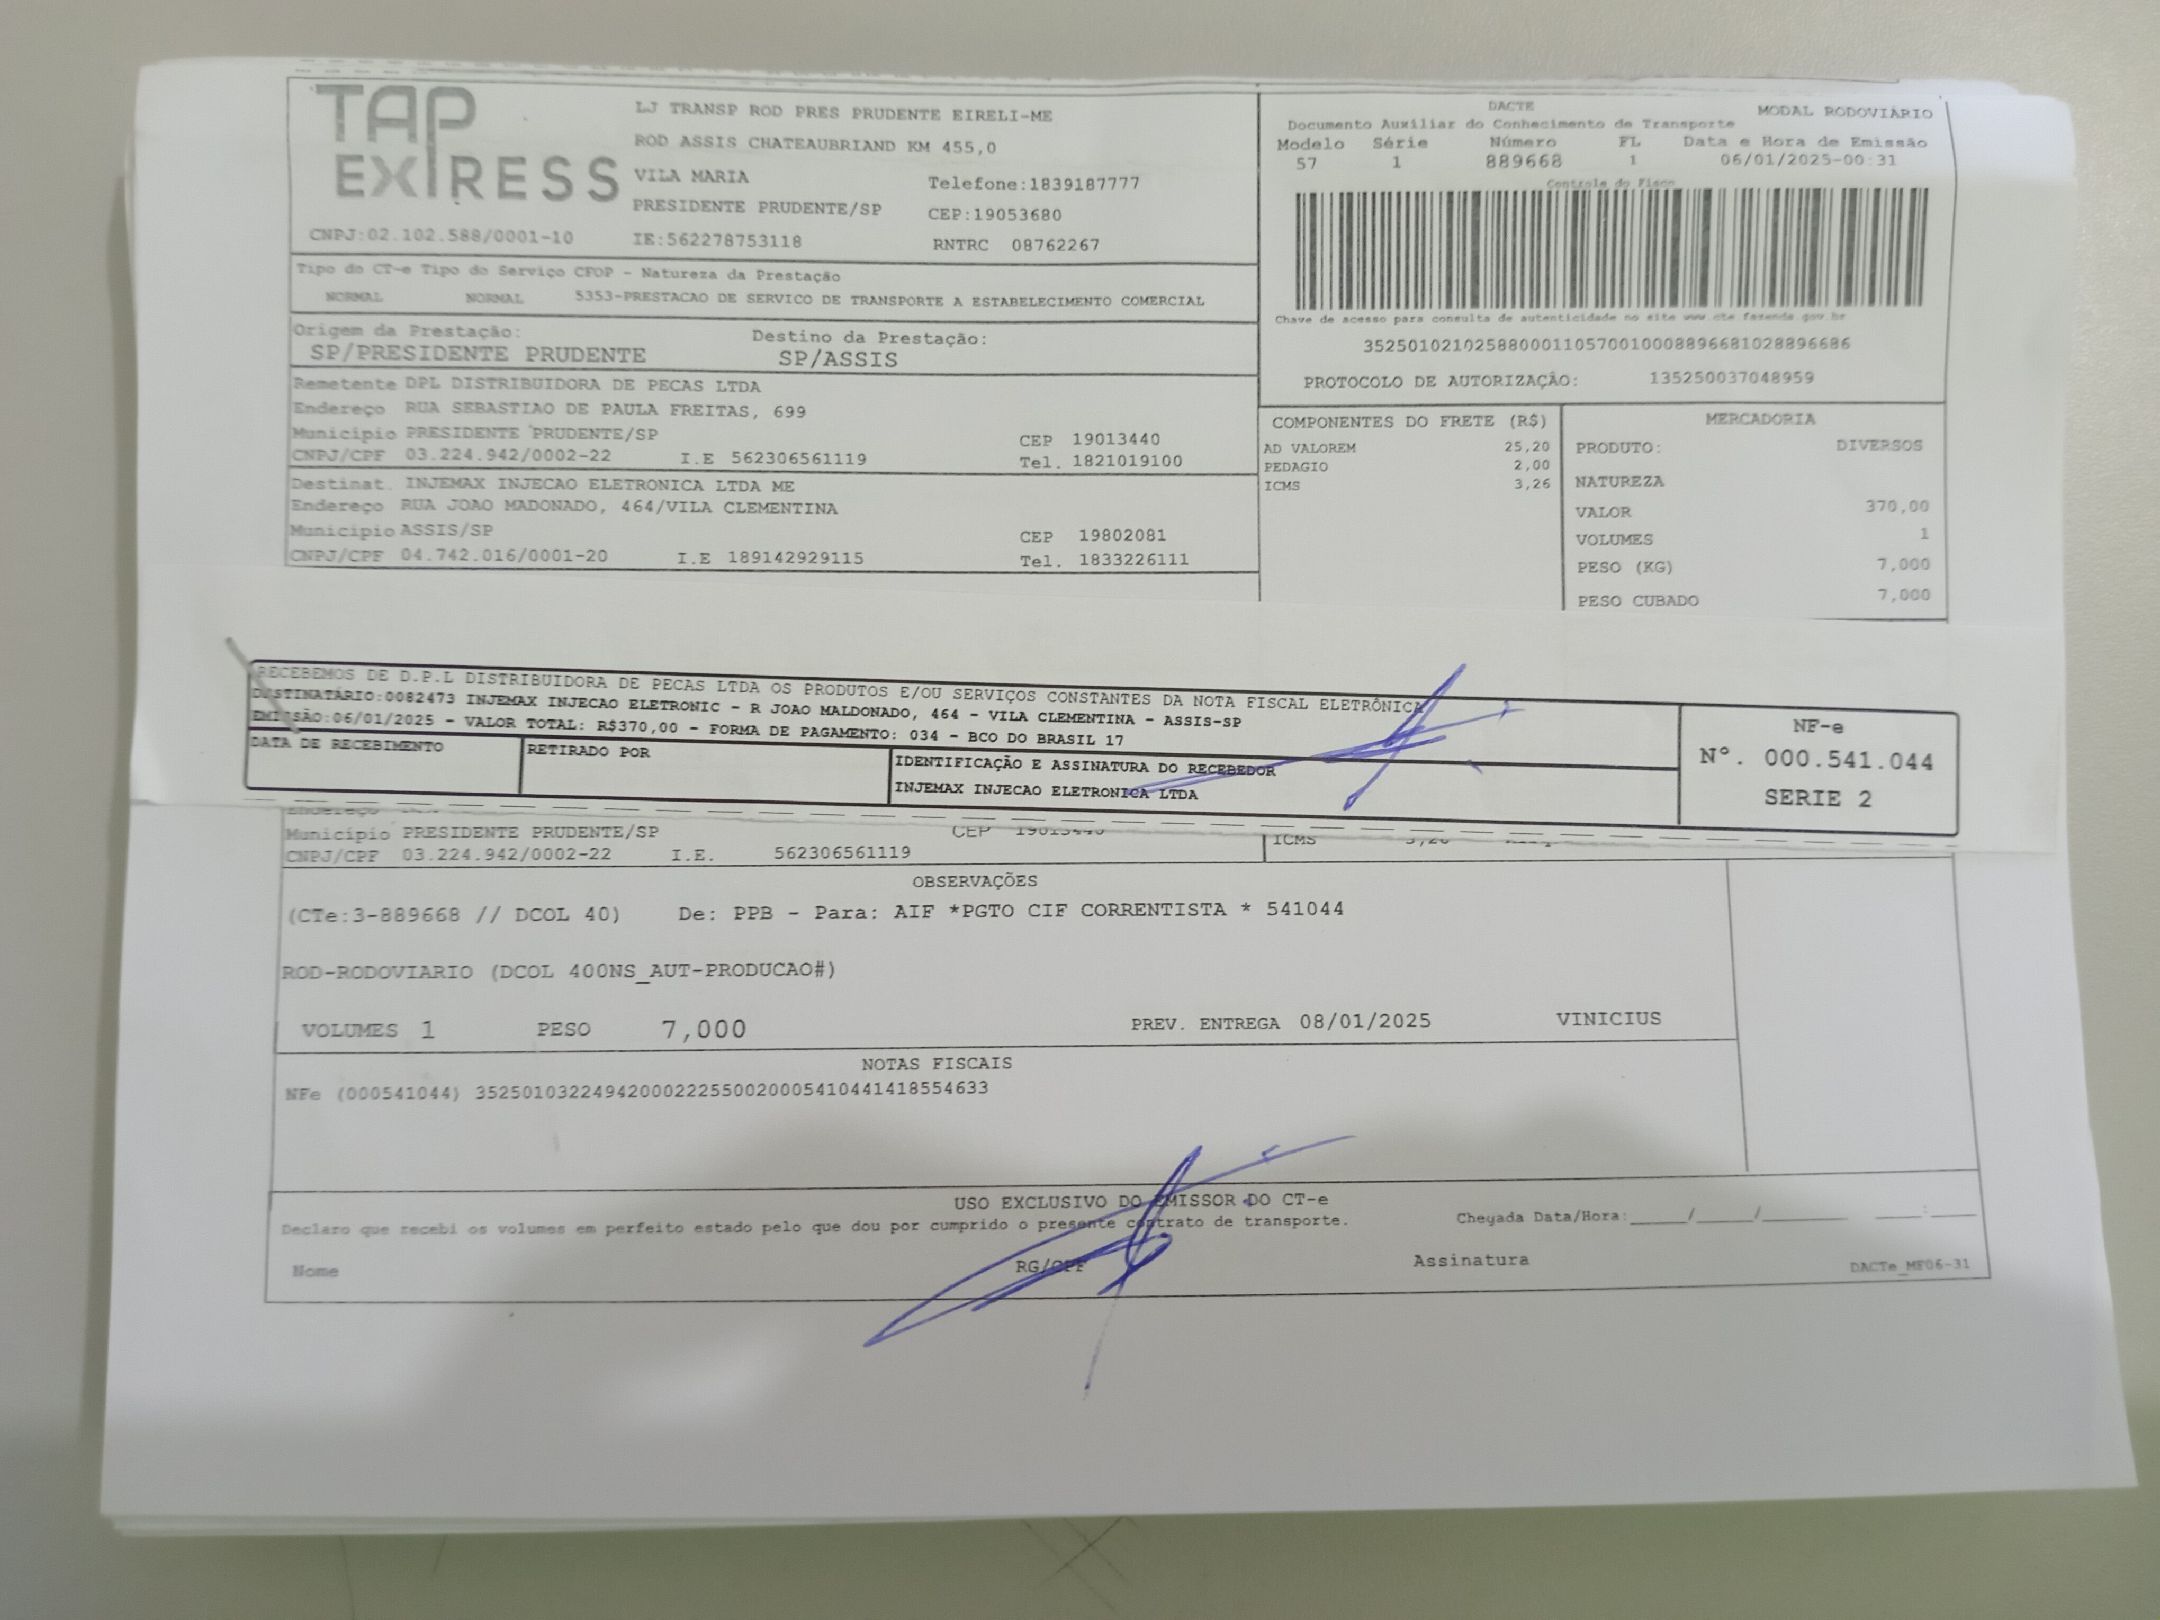 TAP
EXPRESS
CNPJ:02.102.588/0001-10
LJ TRANSP ROD PRES PRUDENTE EIRELI-ME
ROD ASSIS CHATEAUBRIAND KM 455,0
VILA MARIA Telefone:1839187777
PRESIDENTE PRUDENTE/SP CEP:19053680
IE:562278753118 RNTRC 08762267
DACTE MODAL RODOVIÁRIO
Documento Auxiliar do Conhecimento de Transporte
Modelo Série Número FL Data e Hora de Emissão
57 1 889668 1 06/01/2025-00:31
Controle do Fisco
Chave de acesso para consulta de autenticidade no site www.cte.fazenda.gov.br
35250102102588000110570010008896681028896686
PROTOCOLO DE AUTORIZAÇÃO: 135250037048959
Tipo do CT-e Tipo do Serviço CFOP - Natureza da Prestação
NORMAL NORMAL 5353-PRESTACAO DE SERVICO DE TRANSPORTE A ESTABELECIMENTO COMERCIAL
Origem da Prestação: Destino da Prestação:
SP/PRESIDENTE PRUDENTE SP/ASSIS
Remetente DPL DISTRIBUIDORA DE PECAS LTDA
Endereço RUA SEBASTIAO DE PAULA FREITAS, 699
Município PRESIDENTE PRUDENTE/SP CEP 19013440
CNPJ/CPF 03.224.942/0002-22 I.E 562306561119 Tel. 1821019100
Destinat. INJEMAX INJECAO ELETRONICA LTDA ME
Endereço RUA JOAO MADONADO, 464/VILA CLEMENTINA
Município ASSIS/SP CEP 19802081
CNPJ/CPF 04.742.016/0001-20 I.E 189142929115 Tel. 1833226111
COMPONENTES DO FRETE (R$)
AD VALOREM 25,20
PEDAGIO 2,00
ICMS 3,26
MERCADORIA
PRODUTO: DIVERSOS
NATUREZA
VALOR 370,00
VOLUMES 1
PESO (KG) 7,000
PESO CUBADO 7,000
RECEBEMOS DE D.P.L DISTRIBUIDORA DE PECAS LTDA OS PRODUTOS E/OU SERVIÇOS CONSTANTES DA NOTA FISCAL ELETRÔNICA
DESTINATÁRIO:0082473 INJEMAX INJECAO ELETRONIC - R JOAO MALDONADO, 464 - VILA CLEMENTINA - ASSIS-SP
EMISSÃO:06/01/2025 - VALOR TOTAL: R$370,00 - FORMA DE PAGAMENTO: 034 - BCO DO BRASIL 17
DATA DE RECEBIMENTO RETIRADO POR IDENTIFICAÇÃO E ASSINATURA DO RECEBEDOR
INJEMAX INJECAO ELETRONICA LTDA
NF-e
Nº. 000.541.044
SERIE 2
Endereço
Município PRESIDENTE PRUDENTE/SP CEP 19013440
CNPJ/CPF 03.224.942/0002-22 I.E. 562306561119
ICMS 3,26
OBSERVAÇÕES
(CTe:3-889668 // DCOL 40) De: PPB - Para: AIF *PGTO CIF CORRENTISTA * 541044
ROD-RODOVIARIO (DCOL 400NS_AUT-PRODUCAO#)
VOLUMES 1 PESO 7,000 PREV. ENTREGA 08/01/2025 VINICIUS
NOTAS FISCAIS
NFe (000541044) 35250103224942000222550020005410441418554633
USO EXCLUSIVO DO EMISSOR DO CT-e
Declaro que recebi os volumes em perfeito estado pelo que dou por cumprido o presente contrato de transporte. Chegada Data/Hora:_____/_____/________ ____:____
Nome RG/CPF Assinatura DACTe_MF06-31